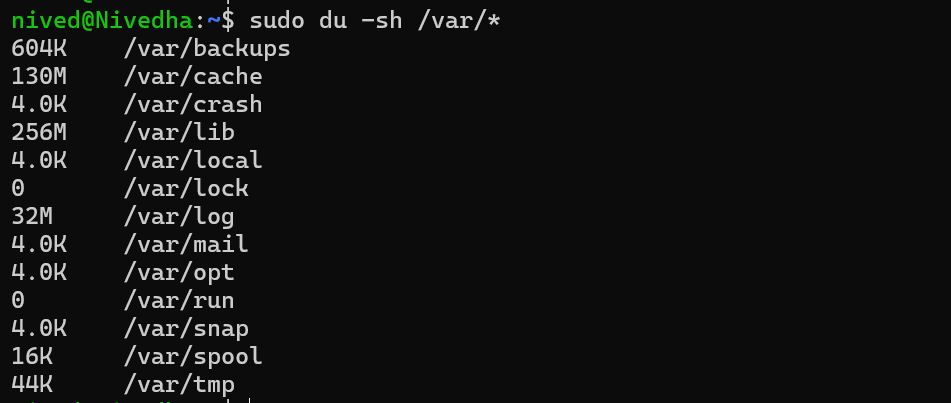 nived@Nivedha:~$ sudo du -sh /var/*
604K    /var/backups
130M    /var/cache
4.0K    /var/crash
256M    /var/lib
4.0K    /var/local
0       /var/lock
32M     /var/log
4.0K    /var/mail
4.0K    /var/opt
0       /var/run
4.0K    /var/snap
16K     /var/spool
44K     /var/tmp